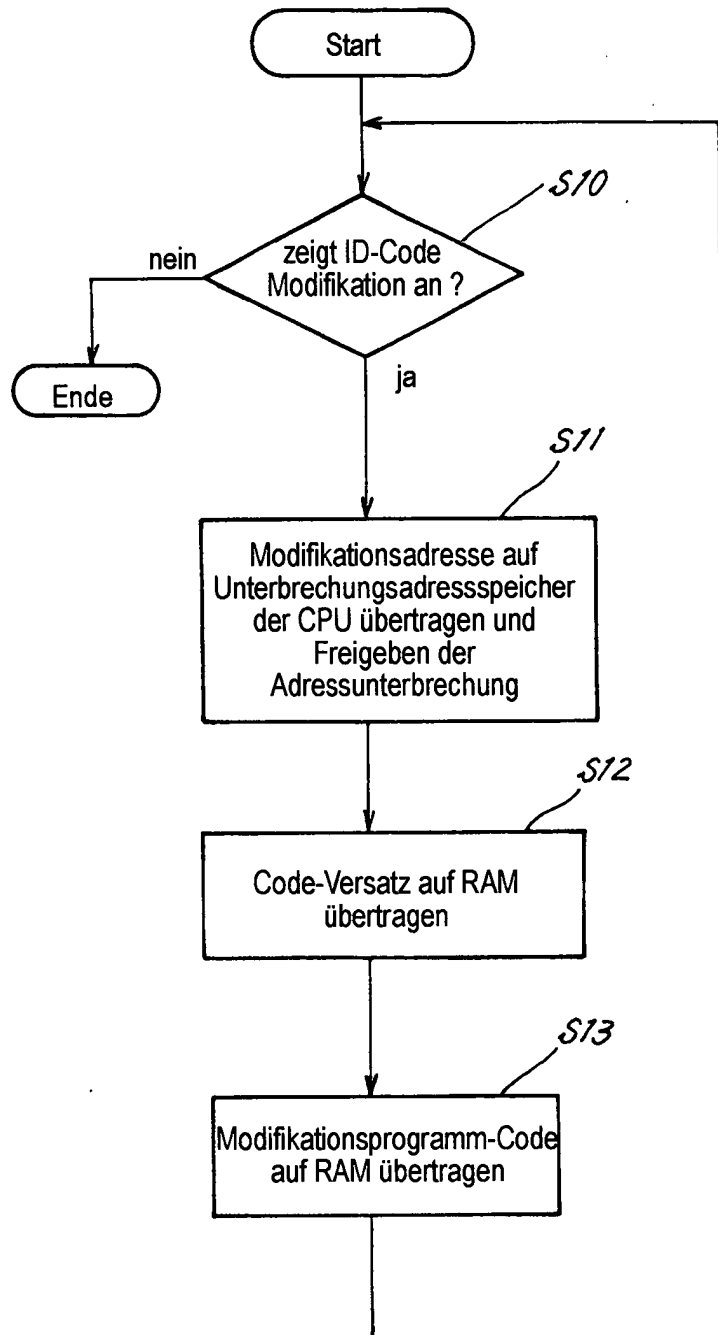 Start
S10
zeigt ID-Code
Modifikation an ?
nein
Ende
ja
S11
Modifikationsadresse auf
Unterbrechungsadressspeicher
der CPU übertragen und
Freigeben der
Adressunterbrechung
S12
Code-Versatz auf RAM
übertragen
S13
Modifikationsprogramm-Code
auf RAM übertragen